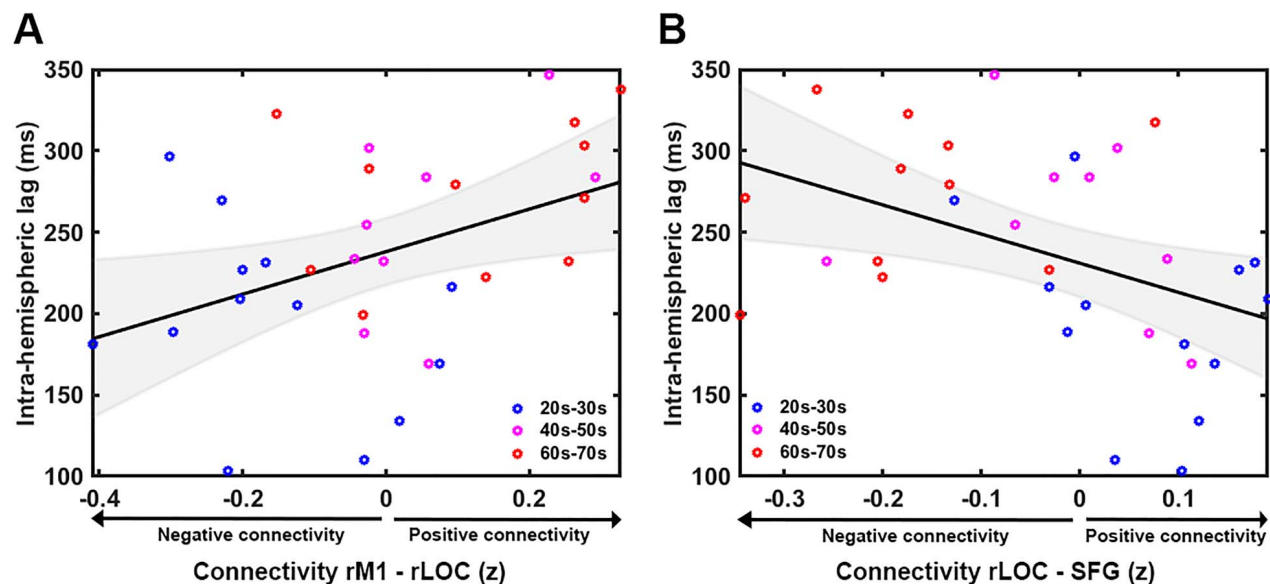 A
350
300
250
200
150
100
Intra-hemispheric lag (ms)
20s-30s
40s-50s
60s-70s
-0.4
-0.2
0
0.2
Negative connectivity
Positive connectivity
Connectivity rM1 - rLOC (z)
B
350
300
250
200
150
100
Intra-hemispheric lag (ms)
20s-30s
40s-50s
60s-70s
-0.3
-0.2
-0.1
0
0.1
Negative connectivity
Positive connectivity
Connectivity rLOC - SFG (z)